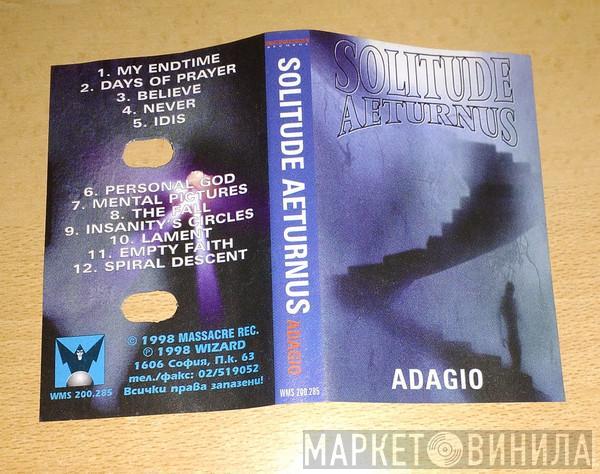 1. MY ENDTIME
2. DAYS OF PRAYER
3. BELIEVE
4. NEVER
5. IDIS
6. PERSONAL GOD
7. MENTAL PICTURES
8. THE FALL
9. INSANITY'S CIRCLES
10. LAMENT
11. EMPTY FAITH
12. SPIRAL DESCENT
© 1998 MASSACRE REC.
℗ 1998 WIZARD
1606 София, П.к. 63
тел./факс: 02/519052
Всички права запазени!
WMS 200.285
SOLITUDE AETURNUS ADAGIO
WMS 200.285
SOLITUDE
AETURNUS
ADAGIO
МАРКЕТ ВИНИЛА